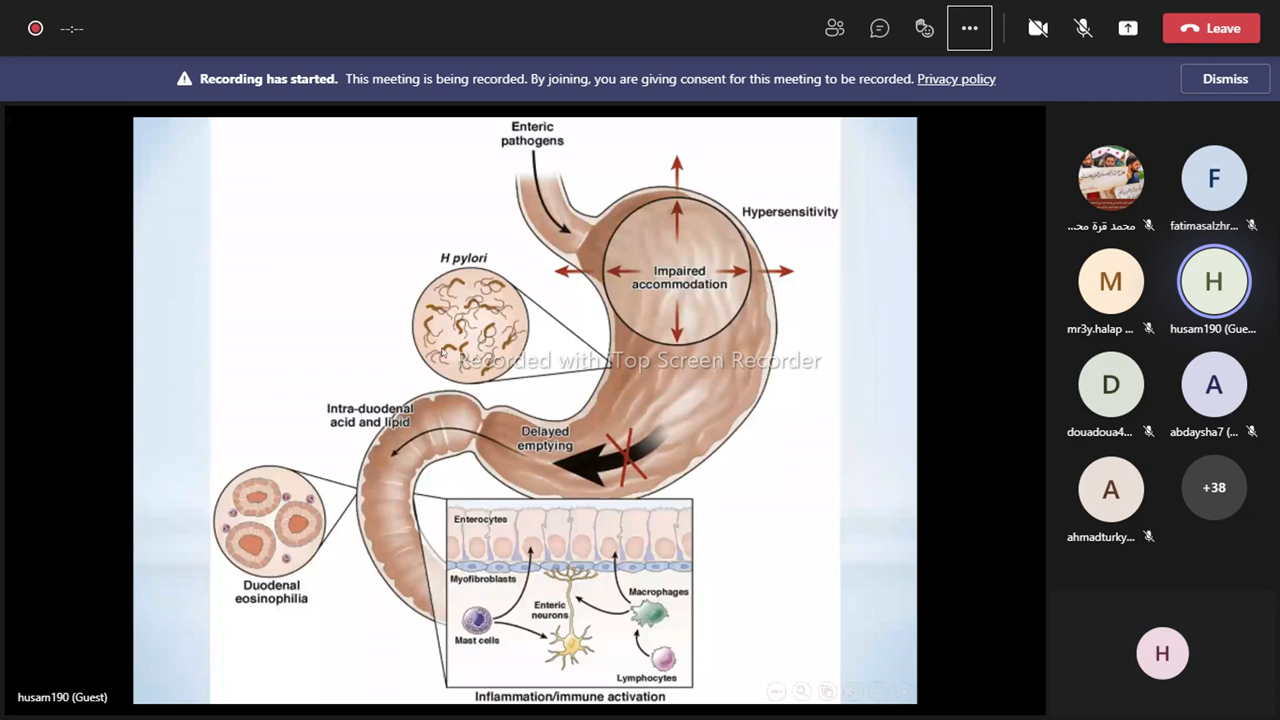 --:--
Leave
Recording has started. This meeting is being recorded. By joining, you are giving consent for this meeting to be recorded. Privacy policy
Dismiss
Enteric
pathogens
Hypersensitivity
H pylori
Impaired
accommodation
Recorded with iTop Screen Recorder
Intra-duodenal
acid and lipid
Delayed
emptying
Duodenal
eosinophilia
Enterocytes
Myofibroblasts
Macrophages
Enteric
neurons
Mast cells
Lymphocytes
Inflammation/immune activation
محمد قرة مح...
F
fatimasalzhr...
M
mr3y.halap ...
H
husam190 (Gue...
D
douadoua4...
A
abdaysha7 (...
A
ahmadturky...
+38
H
husam190 (Guest)